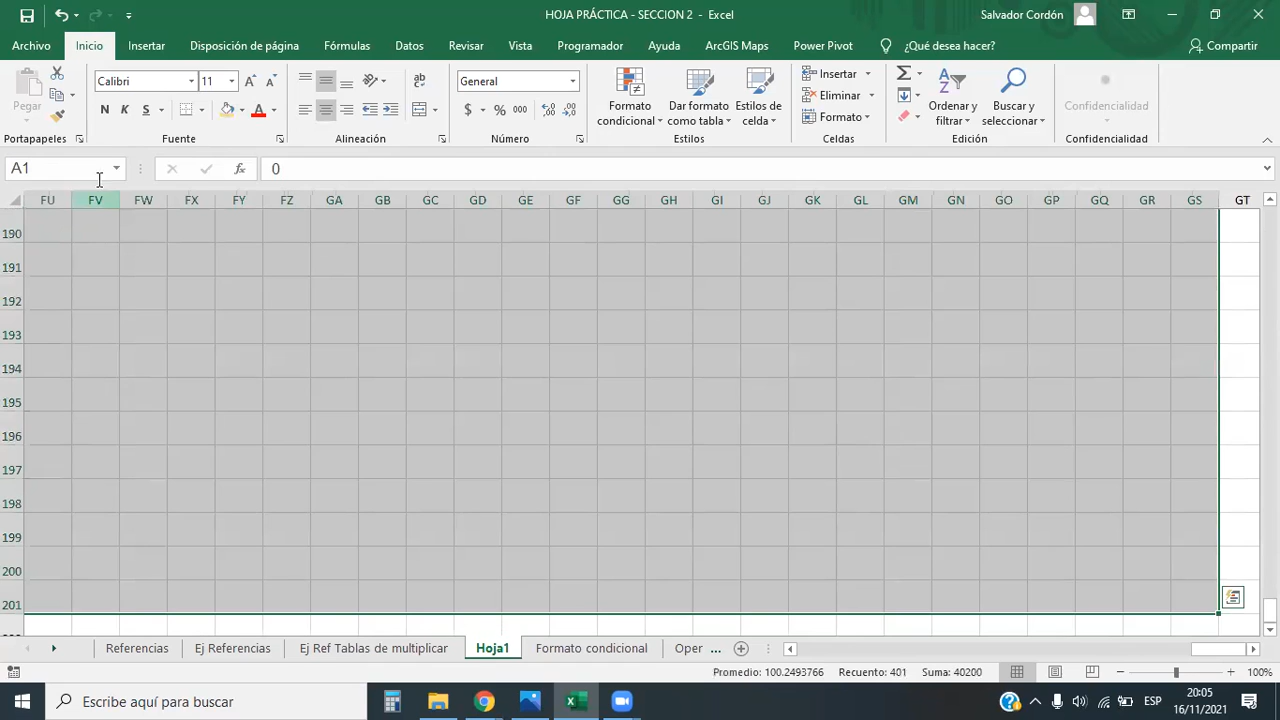 HOJA PRÁCTICA - SECCION 2 - Excel
Salvador Cordón
Archivo Inicio Insertar Disposición de página Fórmulas Datos Revisar Vista Programador Ayuda ArcGIS Maps Power Pivot ¿Qué desea hacer? Compartir
Pegar
Calibri 11
N K S
ab
General
$ % 000
Formato condicional
Dar formato como tabla
Estilos de celda
Insertar
Eliminar
Formato
Ordenar y filtrar
Buscar y seleccionar
Confidencialidad
Portapapeles Fuente Alineación Número Estilos Celdas Edición Confidencialidad
A1 fx 0
FU FV FW FX FY FZ GA GB GC GD GE GF GG GH GI GJ GK GL GM GN GO GP GQ GR GS GT
190
191
192
193
194
195
196
197
198
199
200
201
Referencias Ej Referencias Ej Ref Tablas de multiplicar Hoja1 Formato condicional Oper ...
Promedio: 100.2493766 Recuento: 401 Suma: 40200 100%
Escribe aquí para buscar
ESP
20:05
16/11/2021